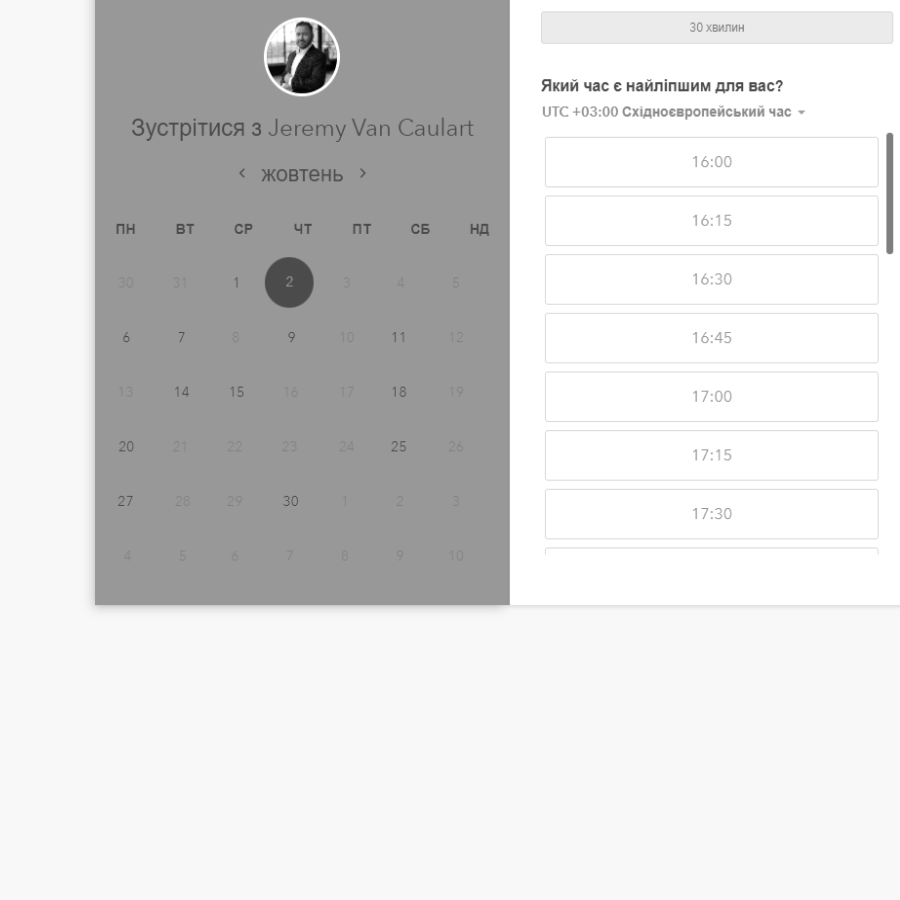 Зустрітися з Jeremy Van Caulart
‹ жовтень ›
ПН ВТ СР ЧТ ПТ СБ НД
30 31 1 2 3 4 5
6 7 8 9 10 11 12
13 14 15 16 17 18 19
20 21 22 23 24 25 26
27 28 29 30 1 2 3
4 5 6 7 8 9 10
30 хвилин
Який час є найліпшим для вас?
UTC +03:00 Східноєвропейський час
16:00
16:15
16:30
16:45
17:00
17:15
17:30